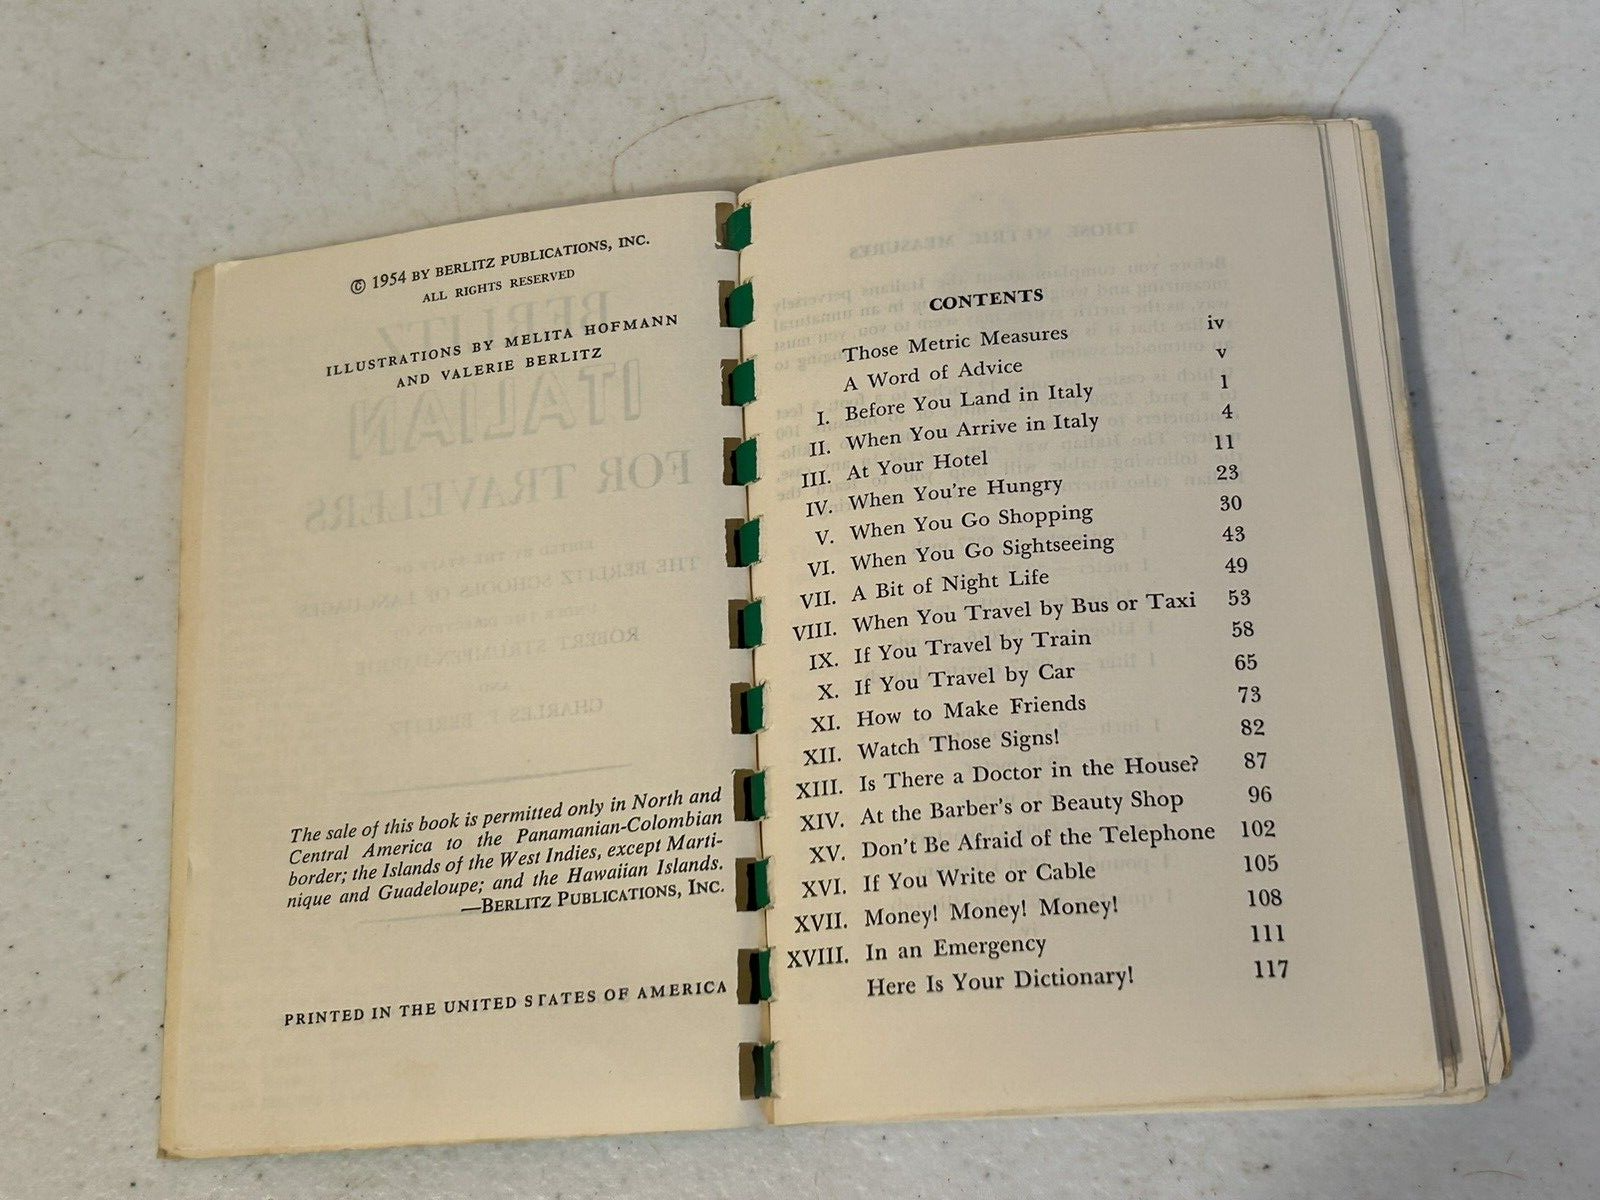 © 1954 BY BERLITZ PUBLICATIONS, INC.
ALL RIGHTS RESERVED
ILLUSTRATIONS BY MELITA HOFMANN
AND VALERIE BERLITZ
The sale of this book is permitted only in North and
Central America to the Panamanian-Colombian
border; the Islands of the West Indies, except Marti-
nique and Guadeloupe; and the Hawaiian Islands.
—BERLITZ PUBLICATIONS, INC.
PRINTED IN THE UNITED STATES OF AMERICA
CONTENTS
Those Metric Measures iv
A Word of Advice v
I. Before You Land in Italy 1
II. When You Arrive in Italy 4
III. At Your Hotel 11
IV. When You're Hungry 23
V. When You Go Shopping 30
VI. When You Go Sightseeing 43
VII. A Bit of Night Life 49
VIII. When You Travel by Bus or Taxi 53
IX. If You Travel by Train 58
X. If You Travel by Car 65
XI. How to Make Friends 73
XII. Watch Those Signs! 82
XIII. Is There a Doctor in the House? 87
XIV. At the Barber's or Beauty Shop 96
XV. Don't Be Afraid of the Telephone 102
XVI. If You Write or Cable 105
XVII. Money! Money! Money! 108
XVIII. In an Emergency 111
Here Is Your Dictionary! 117